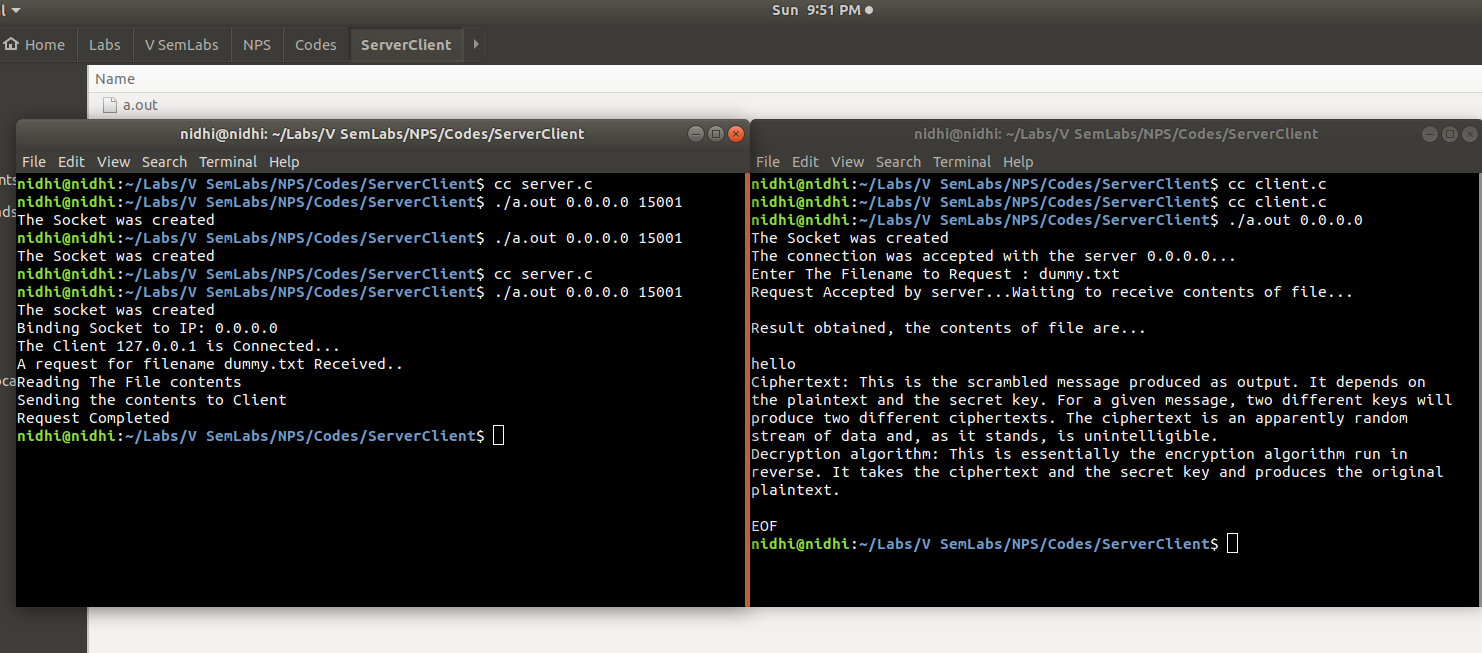 l
Sun 9:51 PM
Home Labs V SemLabs NPS Codes ServerClient
Name
a.out
nidhi@nidhi: ~/Labs/V SemLabs/NPS/Codes/ServerClient
File Edit View Search Terminal Help
nidhi@nidhi:~/Labs/V SemLabs/NPS/Codes/ServerClient$ cc server.c
nidhi@nidhi:~/Labs/V SemLabs/NPS/Codes/ServerClient$ ./a.out 0.0.0.0 15001
The Socket was created
nidhi@nidhi:~/Labs/V SemLabs/NPS/Codes/ServerClient$ ./a.out 0.0.0.0 15001
The Socket was created
nidhi@nidhi:~/Labs/V SemLabs/NPS/Codes/ServerClient$ cc server.c
nidhi@nidhi:~/Labs/V SemLabs/NPS/Codes/ServerClient$ ./a.out 0.0.0.0 15001
The socket was created
Binding Socket to IP: 0.0.0.0
The Client 127.0.0.1 is Connected...
A request for filename dummy.txt Received..
Reading The File contents
Sending the contents to Client
Request Completed
nidhi@nidhi:~/Labs/V SemLabs/NPS/Codes/ServerClient$
nidhi@nidhi: ~/Labs/V SemLabs/NPS/Codes/ServerClient
File Edit View Search Terminal Help
nidhi@nidhi:~/Labs/V SemLabs/NPS/Codes/ServerClient$ cc client.c
nidhi@nidhi:~/Labs/V SemLabs/NPS/Codes/ServerClient$ cc client.c
nidhi@nidhi:~/Labs/V SemLabs/NPS/Codes/ServerClient$ ./a.out 0.0.0.0
The Socket was created
The connection was accepted with the server 0.0.0.0...
Enter The Filename to Request : dummy.txt
Request Accepted by server...Waiting to receive contents of file...
Result obtained, the contents of file are...
hello
Ciphertext: This is the scrambled message produced as output. It depends on
the plaintext and the secret key. For a given message, two different keys will
produce two different ciphertexts. The ciphertext is an apparently random
stream of data and, as it stands, is unintelligible.
Decryption algorithm: This is essentially the encryption algorithm run in
reverse. It takes the ciphertext and the secret key and produces the original
plaintext.
EOF
nidhi@nidhi:~/Labs/V SemLabs/NPS/Codes/ServerClient$